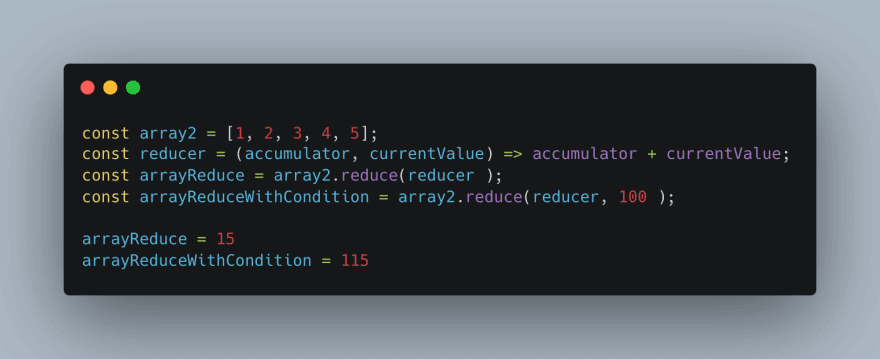 const array2 = [1, 2, 3, 4, 5];
const reducer = (accumulator, currentValue) => accumulator + currentValue;
const arrayReduce = array2.reduce(reducer );
const arrayReduceWithCondition = array2.reduce(reducer, 100 );
arrayReduce = 15
arrayReduceWithCondition = 115